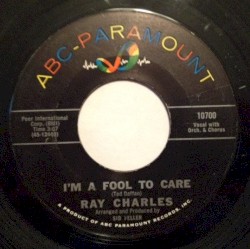 ABC-PARAMOUNT
Peer International
Corp. (BMI)
Time 3:07
10700
Vocal with
Orch. & Chorus
I'M A FOOL TO CARE
(Ted Daffan)
RAY CHARLES
Arranged and Produced by
SID FELLER
A PRODUCT OF ABC PARAMOUNT RECORDS, INC.